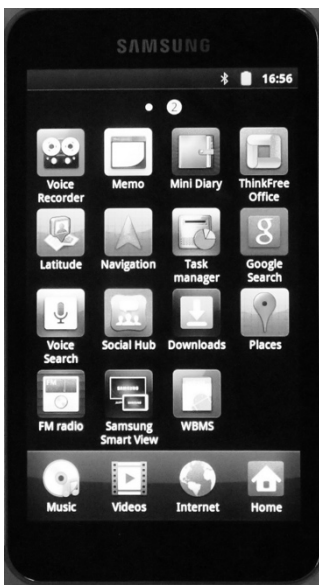 SAMSUNG
16:56
2
Voice Recorder
Memo
Mini Diary
ThinkFree Office
Latitude
Navigation
Task manager
8
Google Search
Voice Search
Social Hub
Downloads
Places
FM radio
Samsung Smart View
WBMS
Music
Videos
Internet
Home